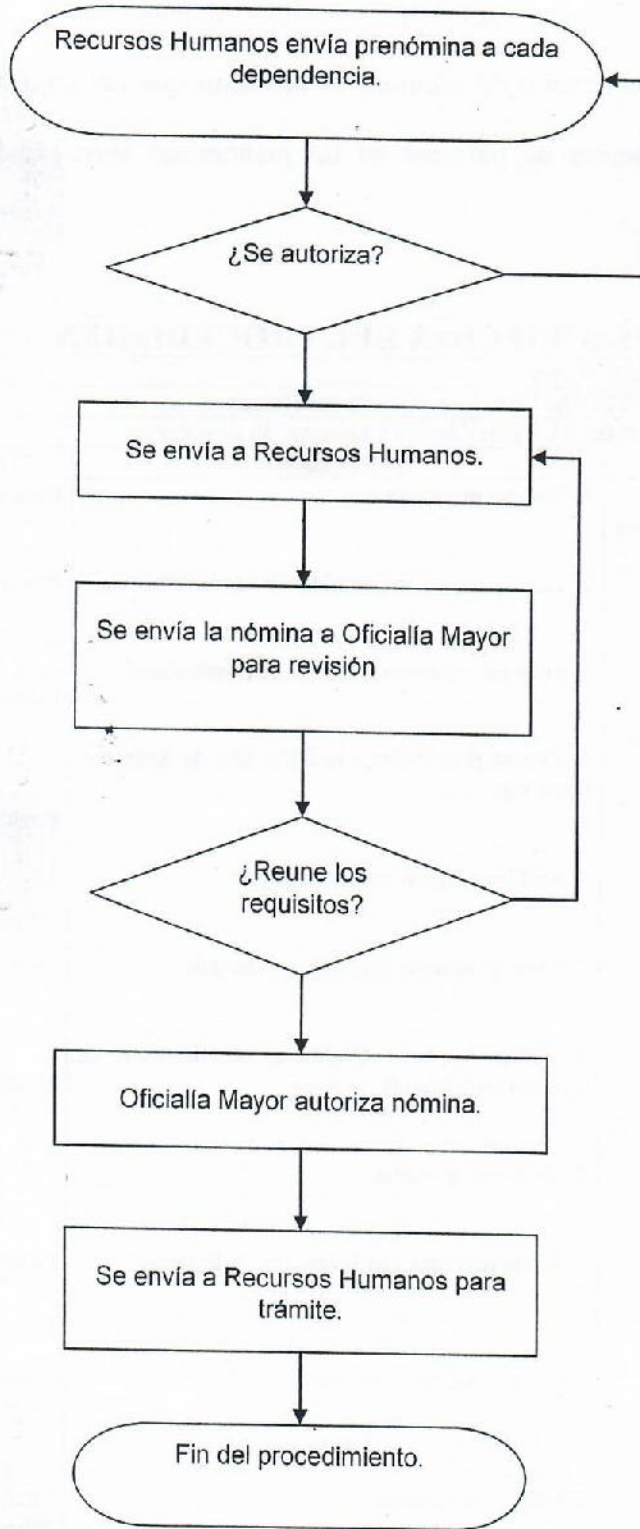 Recursos Humanos envía prenómina a cada
dependencia.
¿Se autoriza?
Se envía a Recursos Humanos.
Se envía la nómina a Oficialía Mayor
para revisión
¿Reune los
requisitos?
Oficialía Mayor autoriza nómina.
Se envía a Recursos Humanos para
trámite.
Fin del procedimiento.